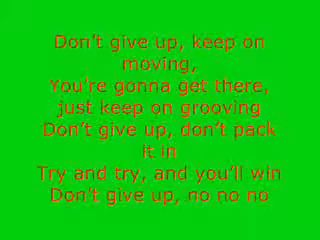 Don't give up, keep on
moving,
You're gonna get there,
just keep on grooving
Don't give up, don't pack
it in
Try and try, and you'll win
Don't give up, no no no